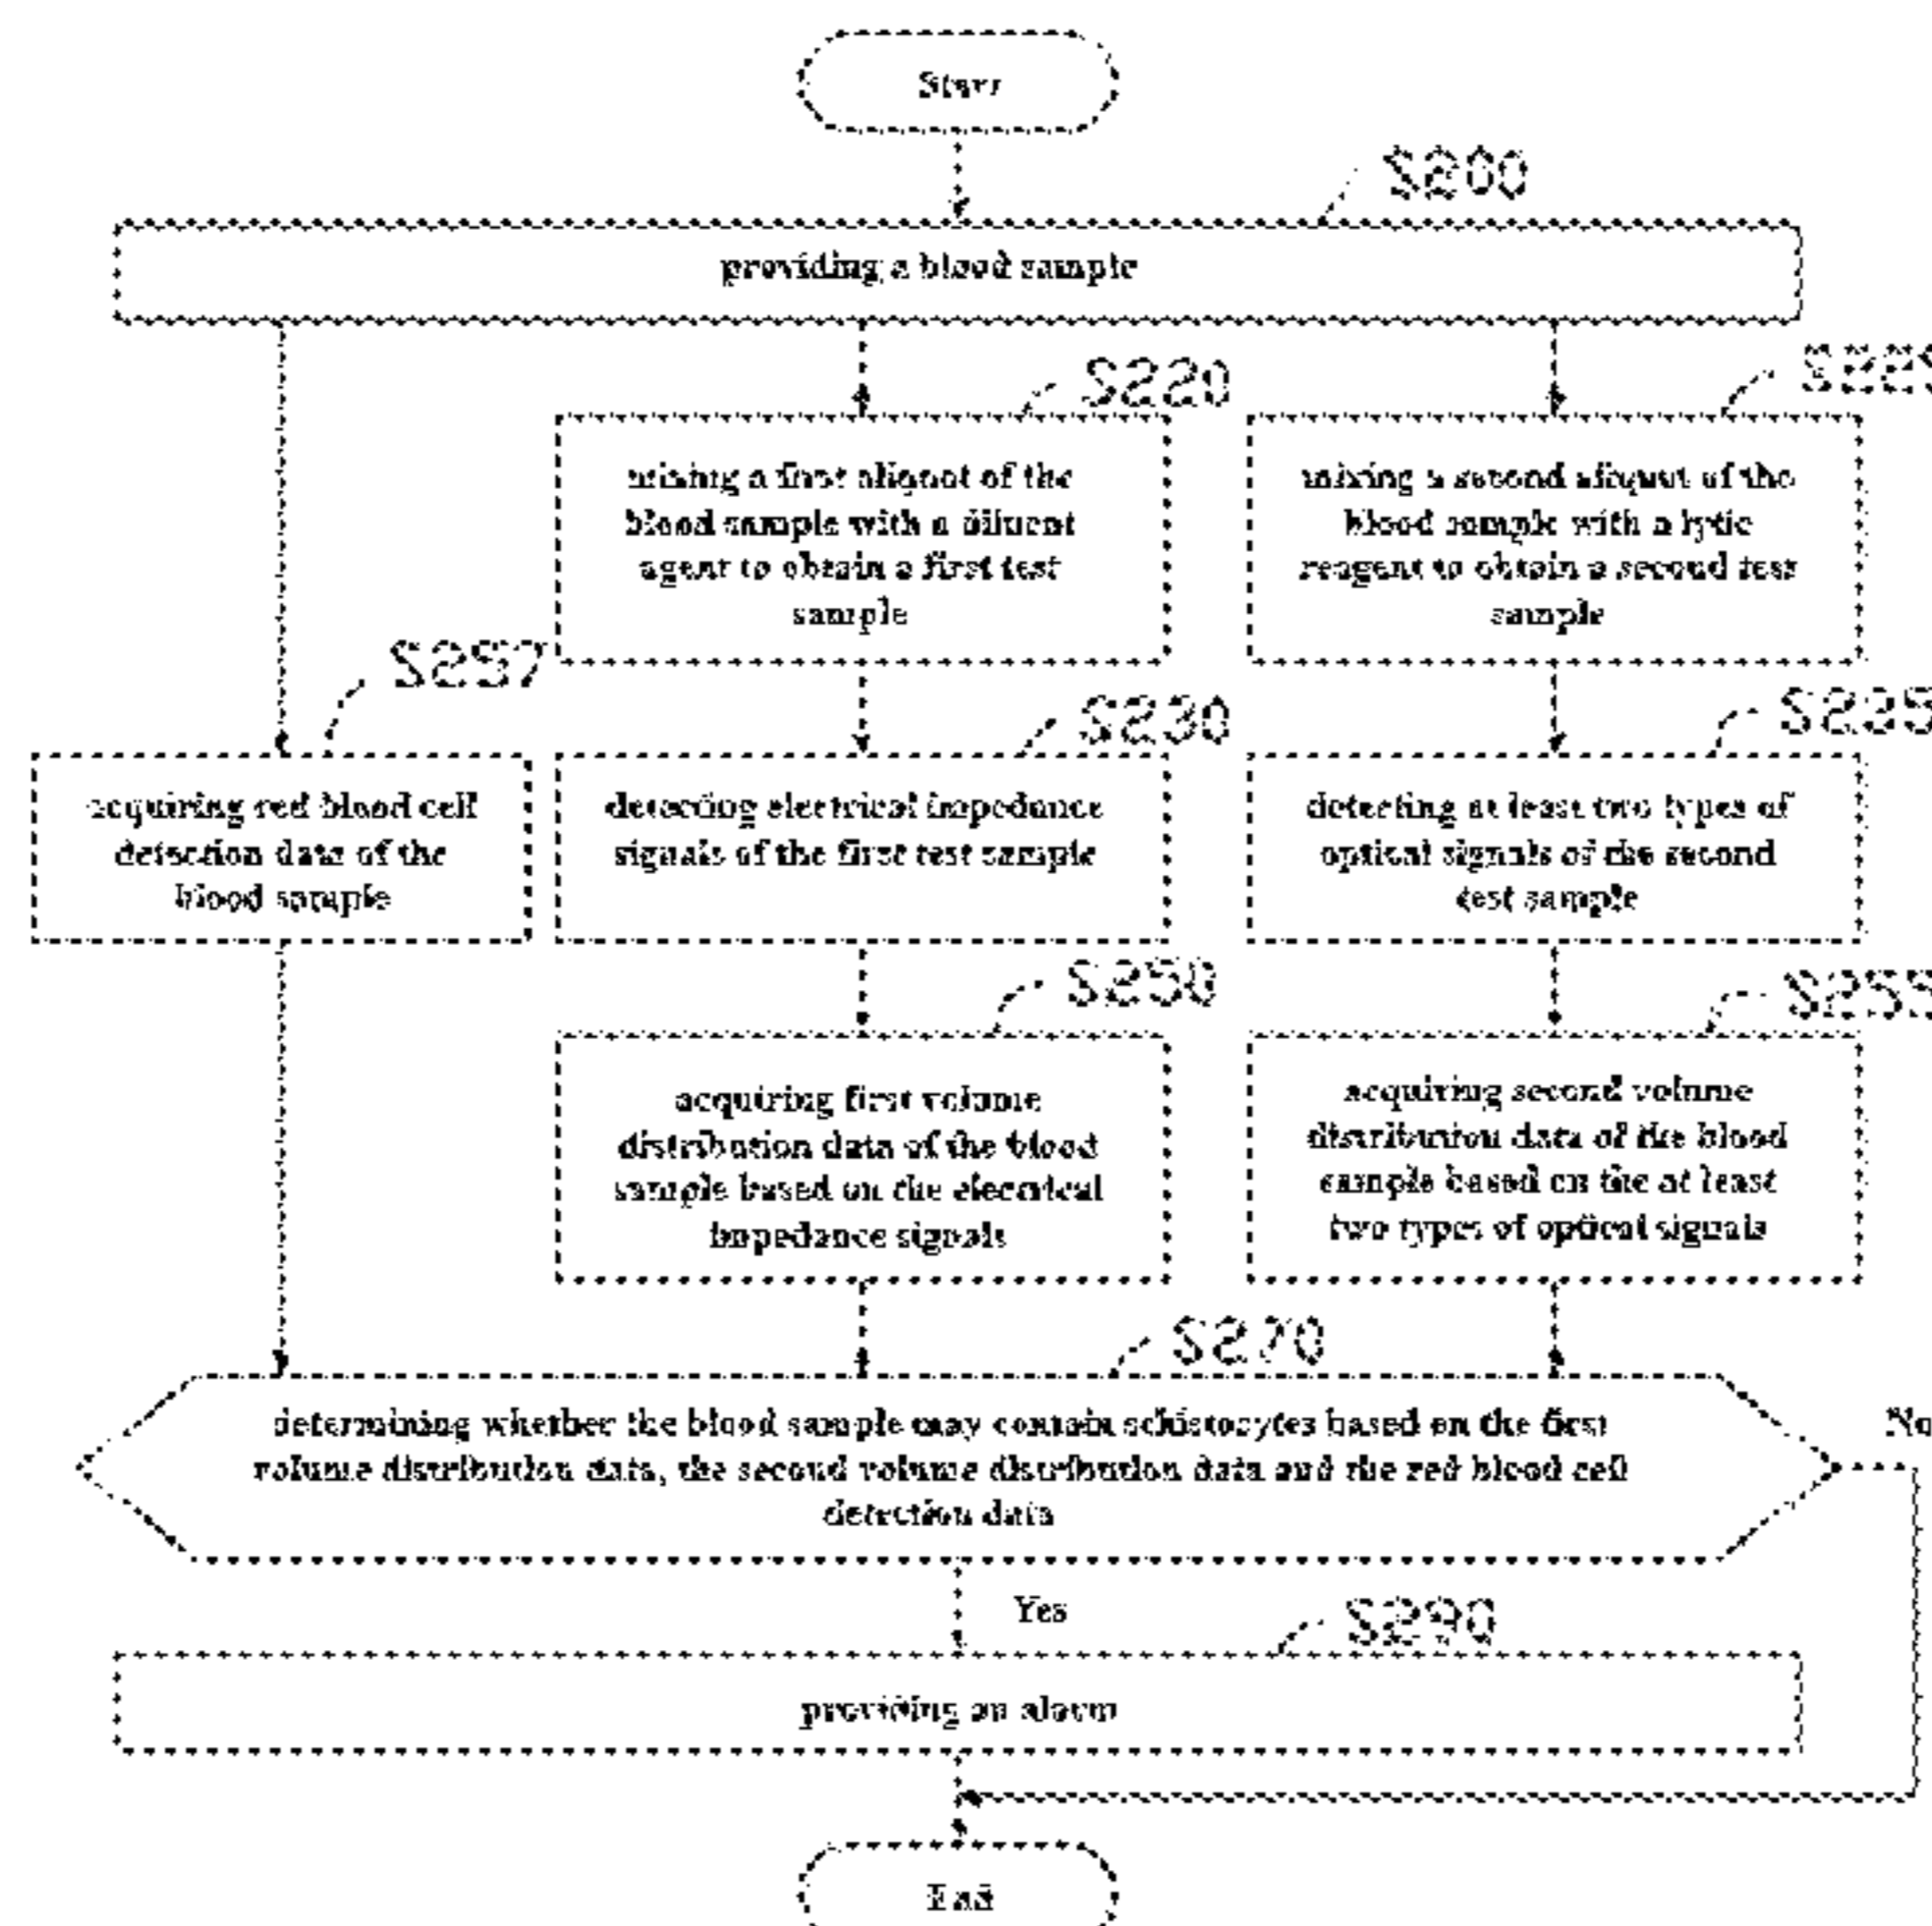 Start
S200
providing a blood sample
S220
mixing a first aliquot of the
blood sample with a diluent
agent to obtain a first test
sample
mixing a second aliquot of the
blood sample with a lytic
reagent to obtain a second test
sample
S257
S230
S235
acquiring red blood cell
detection data of the
blood sample
detecting electrical impedance
signals of the first test sample
detecting at least two types of
optical signals of the second
test sample
S250
S255
acquiring first volume
distribution data of the blood
sample based on the electrical
impedance signals
acquiring second volume
distribution data of the blood
sample based on the at least
two types of optical signals
S270
determining whether the blood sample may contain schistocytes based on the first
volume distribution data, the second volume distribution data and the red blood cell
detection data
No
Yes
S290
providing an alarm
End